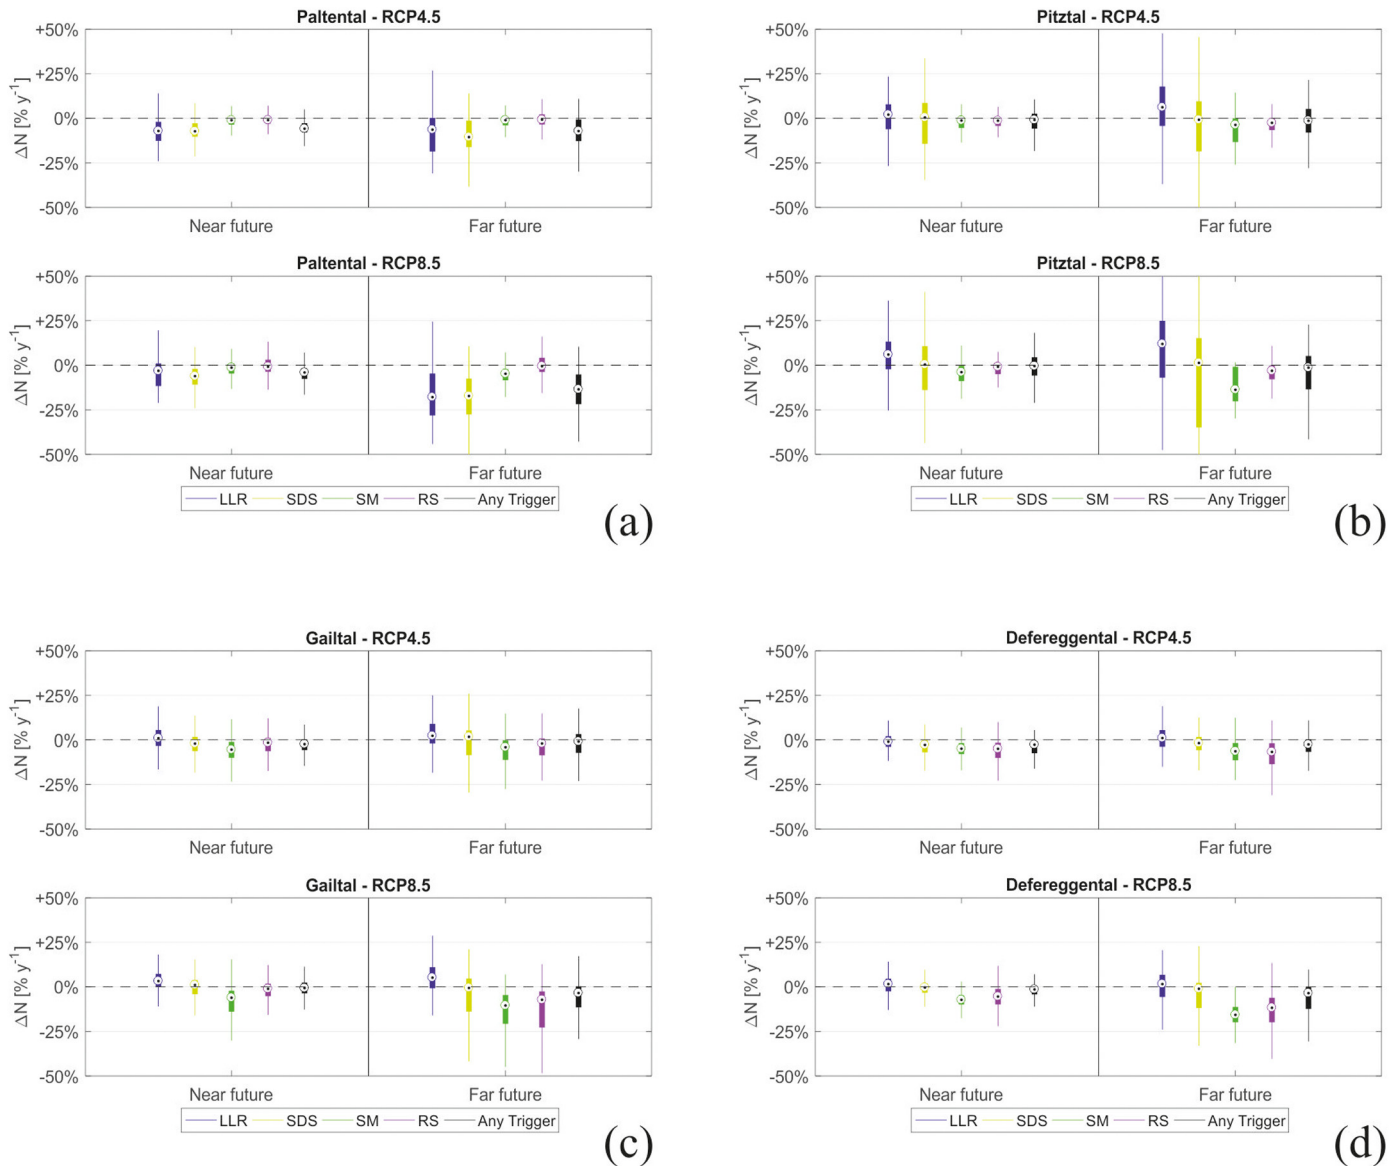 Paltental - RCP4.5
+50%
+25%
0%
-25%
-50%
ΔN [% y⁻¹]
Near future
Far future
Paltental - RCP8.5
+50%
+25%
0%
-25%
-50%
ΔN [% y⁻¹]
Near future
Far future
LLR SDS SM RS Any Trigger
(a)
Pitztal - RCP4.5
+50%
+25%
0%
-25%
-50%
ΔN [% y⁻¹]
Near future
Far future
Pitztal - RCP8.5
+50%
+25%
0%
-25%
-50%
ΔN [% y⁻¹]
Near future
Far future
LLR SDS SM RS Any Trigger
(b)
Gailtal - RCP4.5
+50%
+25%
0%
-25%
-50%
ΔN [% y⁻¹]
Near future
Far future
Gailtal - RCP8.5
+50%
+25%
0%
-25%
-50%
ΔN [% y⁻¹]
Near future
Far future
LLR SDS SM RS Any Trigger
(c)
Defereggental - RCP4.5
+50%
+25%
0%
-25%
-50%
ΔN [% y⁻¹]
Near future
Far future
Defereggental - RCP8.5
+50%
+25%
0%
-25%
-50%
ΔN [% y⁻¹]
Near future
Far future
LLR SDS SM RS Any Trigger
(d)